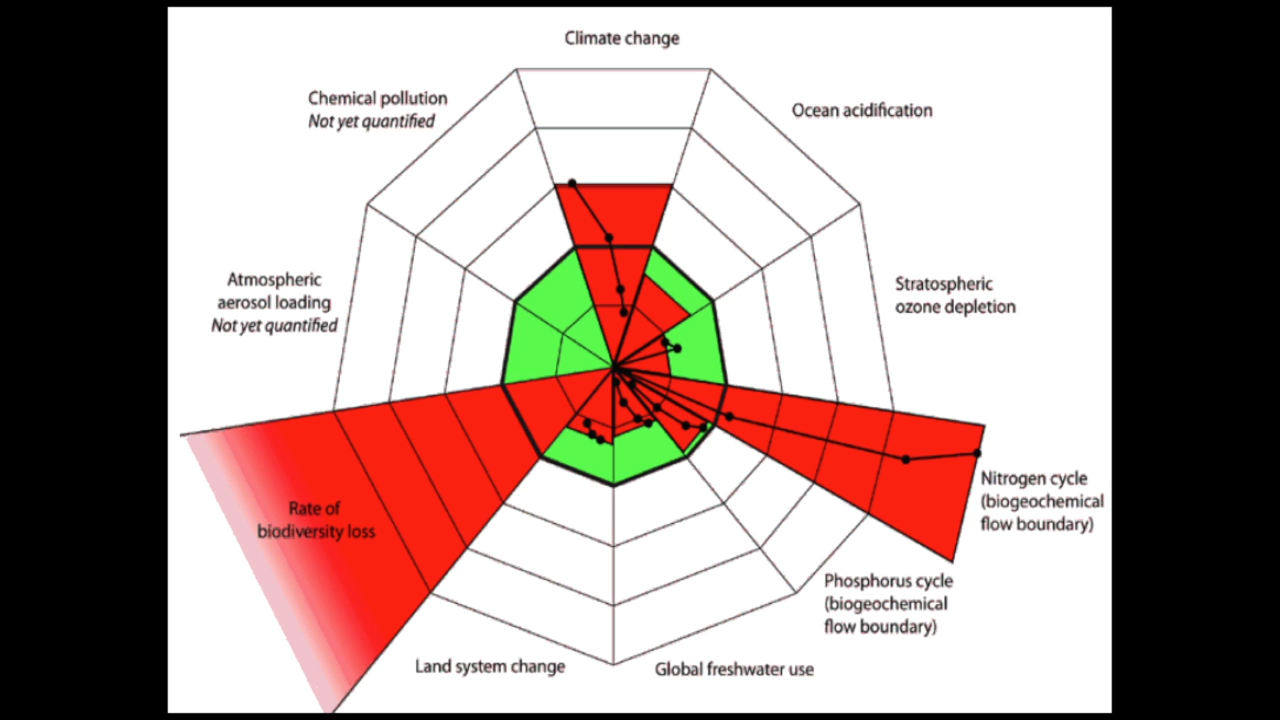 Climate change
Chemical pollution
Not yet quantified
Ocean acidification
Atmospheric
aerosol loading
Not yet quantified
Stratospheric
ozone depletion
Rate of
biodiversity loss
Nitrogen cycle
(biogeochemical
flow boundary)
Phosphorus cycle
(biogeochemical
flow boundary)
Land system change
Global freshwater use